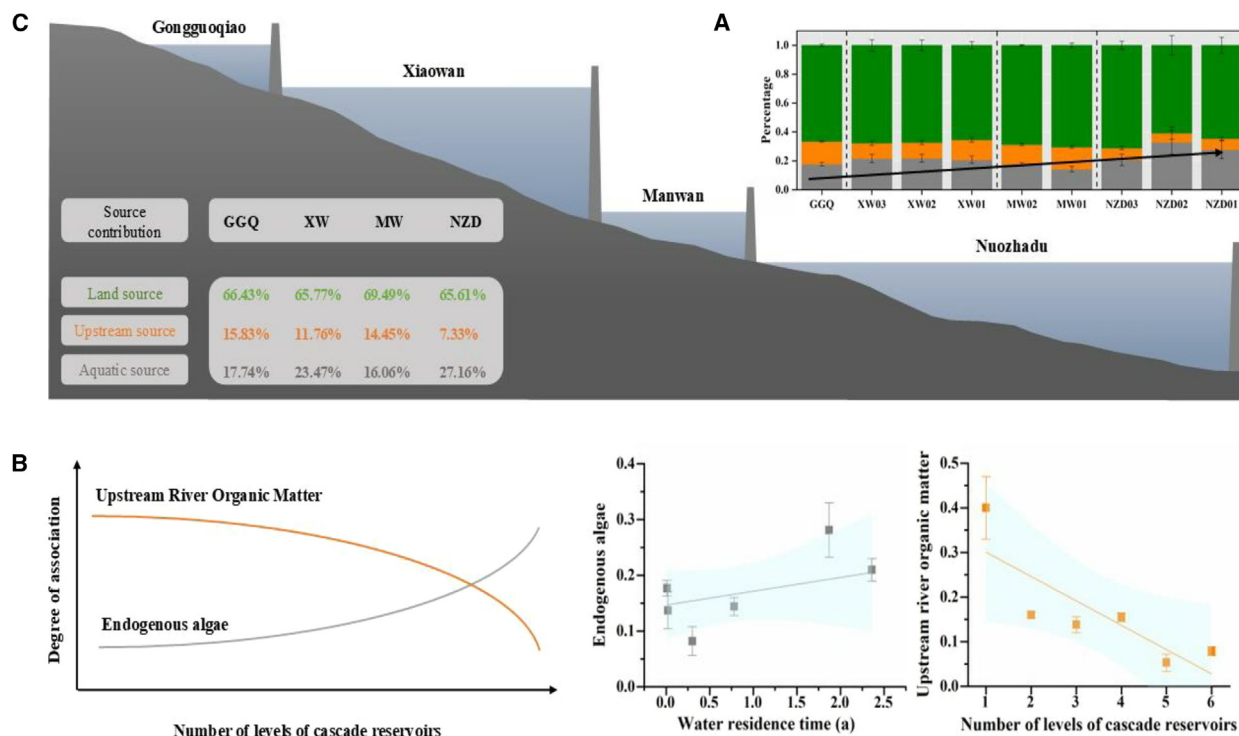 C
Gongguoqiao
Xiaowan
Manwan
Nuozhadu
Source
contribution
GGQ XW MW NZD
Land source 66.43% 65.77% 69.49% 65.61%
Upstream source 15.83% 11.76% 14.45% 7.33%
Aquatic source 17.74% 23.47% 16.06% 27.16%
A
Percentage
1.0
0.8
0.6
0.4
0.2
0.0
GGQ XW03 XW02 XW01 MW02 MW01 NZD03 NZD02 NZD01
B
Degree of association
Upstream River Organic Matter
Endogenous algae
Number of levels of cascade reservoirs
Endogenous algae
0.4
0.3
0.2
0.1
0.0
0.0 0.5 1.0 1.5 2.0 2.5
Water residence time (a)
Upstream river organic matter
0.5
0.4
0.3
0.2
0.1
0.0
1 2 3 4 5 6
Number of levels of cascade reservoirs